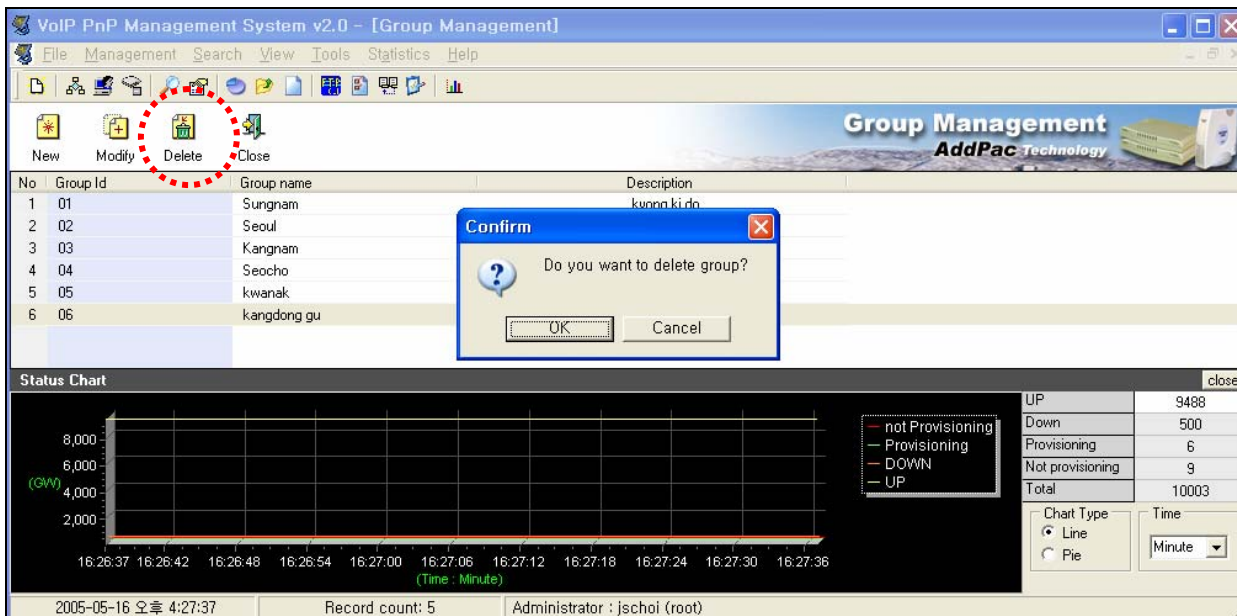 VoIP PnP Management System v2.0 - [Group Management]
File Management Search View Tools Statistics Help
New Modify Delete Close
Group Management
AddPac Technology
No Group Id Group name Description
1 01 Sungnam kyong ki do
2 02 Seoul
3 03 Kangnam
4 04 Seocho
5 05 kwanak
6 06 kangdong gu
Confirm
Do you want to delete group?
OK Cancel
Status Chart close
8,000
6,000
(GW)
4,000
2,000
16:26:37 16:26:42 16:26:48 16:26:54 16:27:00 16:27:06 16:27:12 16:27:18 16:27:24 16:27:30 16:27:36
(Time : Minute)
not Provisioning
Provisioning
DOWN
UP
UP 9488
Down 500
Provisioning 6
Not provisioning 9
Total 10003
Chart Type
Line
Pie
Time
Minute
2005-05-16 오후 4:27:37 Record count: 5 Administrator : jschoi (root)